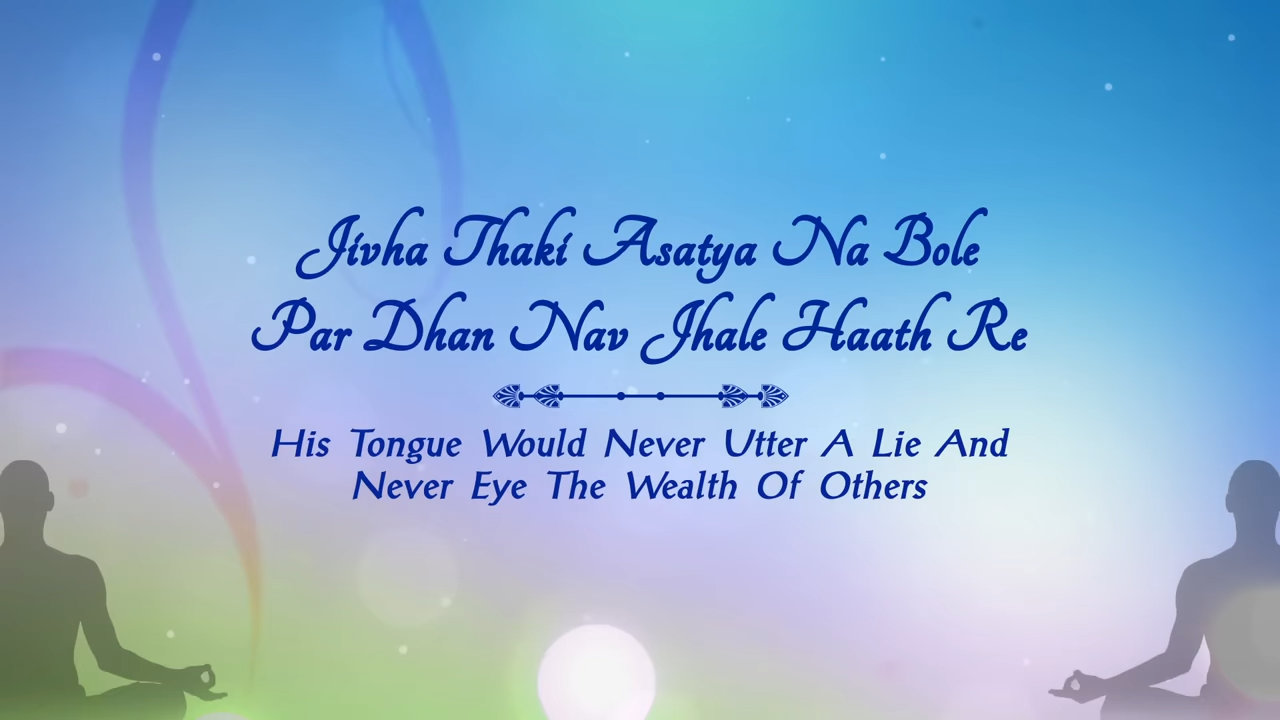 Jivha Thaki Asatya Na Bole
Par Dhan Nav Jhale Haath Re
His Tongue Would Never Utter A Lie And
Never Eye The Wealth Of Others